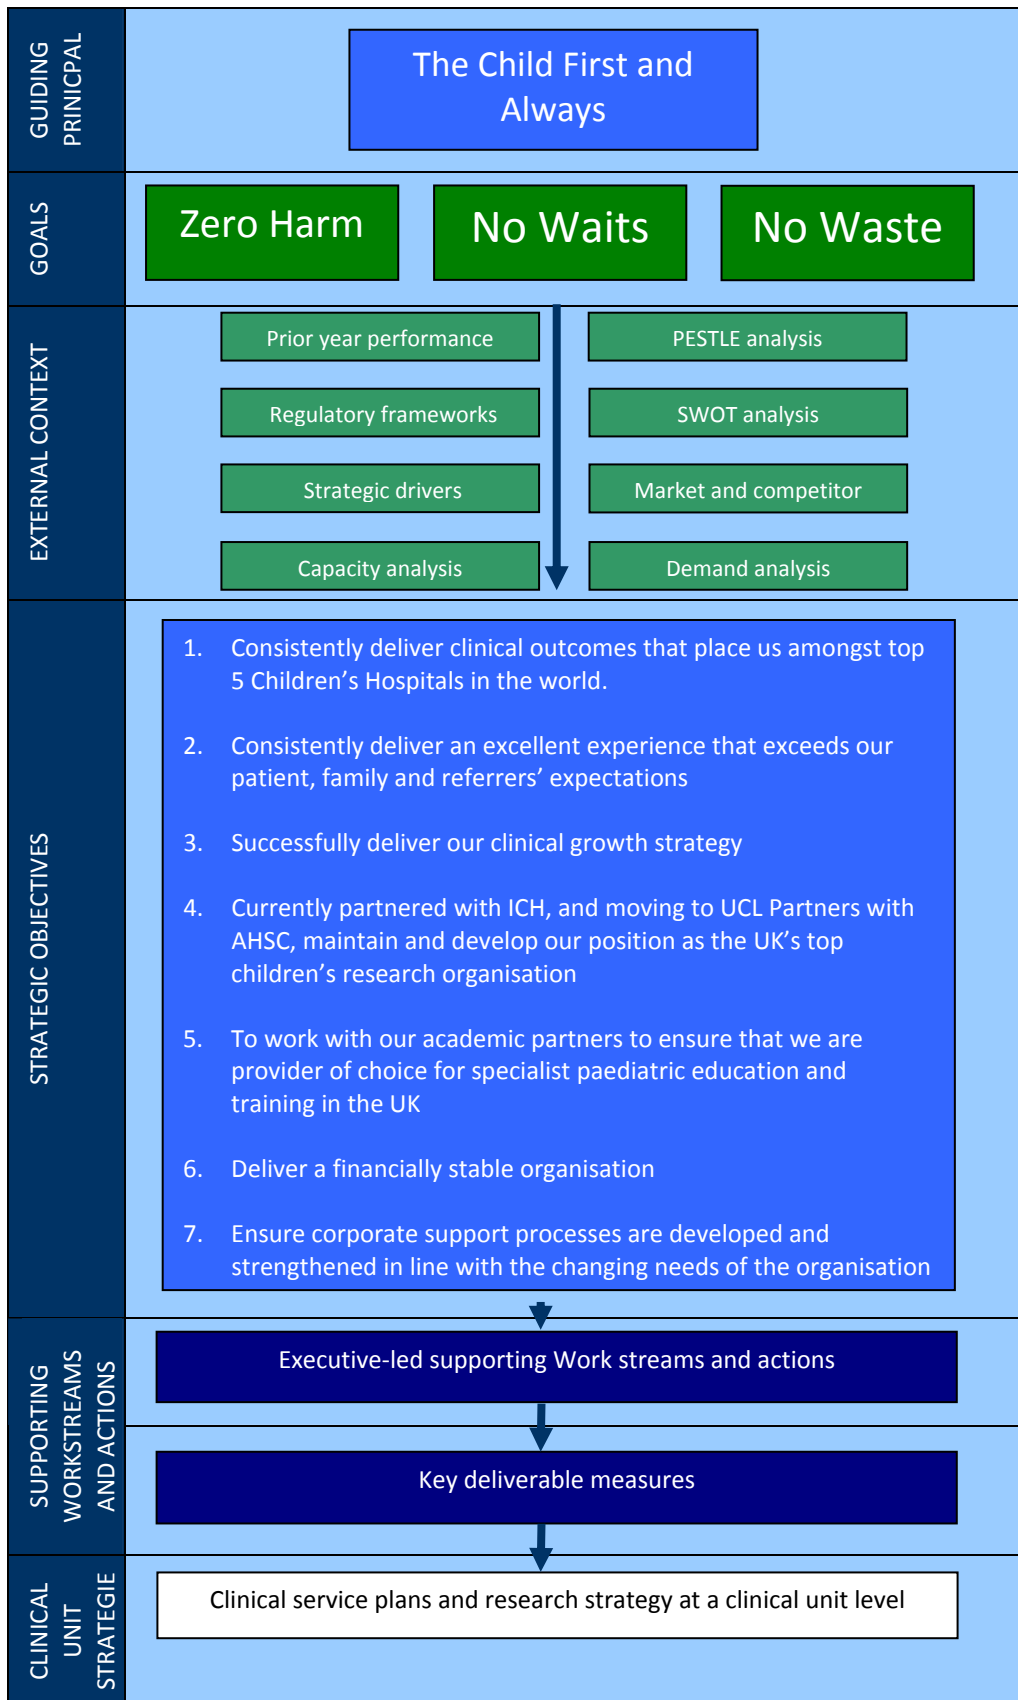 GUIDING
PRINICPAL
The Child First and
Always
GOALS
Zero Harm
No Waits
No Waste
EXTERNAL CONTEXT
Prior year performance
PESTLE analysis
Regulatory frameworks
SWOT analysis
Strategic drivers
Market and competitor
Capacity analysis
Demand analysis
STRATEGIC OBJECTIVES
1. Consistently deliver clinical outcomes that place us amongst top
5 Children’s Hospitals in the world.
2. Consistently deliver an excellent experience that exceeds our
patient, family and referrers’ expectations
3. Successfully deliver our clinical growth strategy
4. Currently partnered with ICH, and moving to UCL Partners with
AHSC, maintain and develop our position as the UK’s top
children’s research organisation
5. To work with our academic partners to ensure that we are
provider of choice for specialist paediatric education and
training in the UK
6. Deliver a financially stable organisation
7. Ensure corporate support processes are developed and
strengthened in line with the changing needs of the organisation
SUPPORTING
WORKSTREAMS
AND ACTIONS
Executive-led supporting Work streams and actions
Key deliverable measures
CLINICAL
UNIT
STRATEGIE
Clinical service plans and research strategy at a clinical unit level